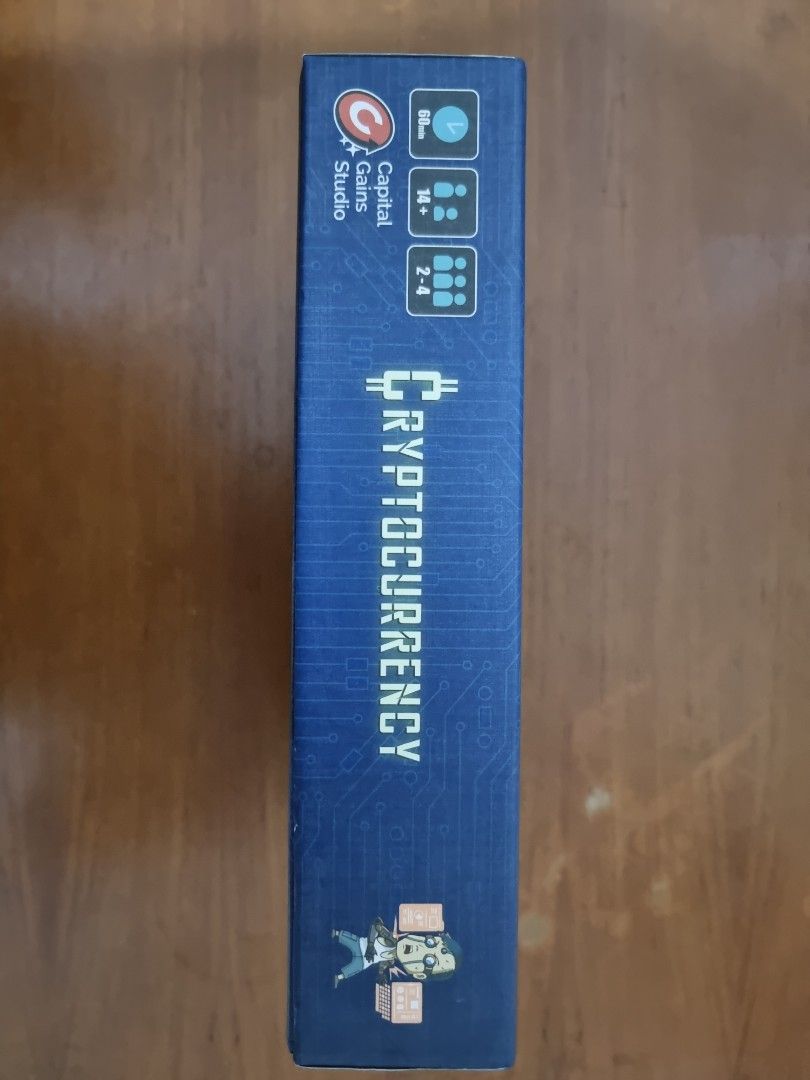 60min
14+
2-4
Capital
Gains
Studio
CRYPTOCURRENCY